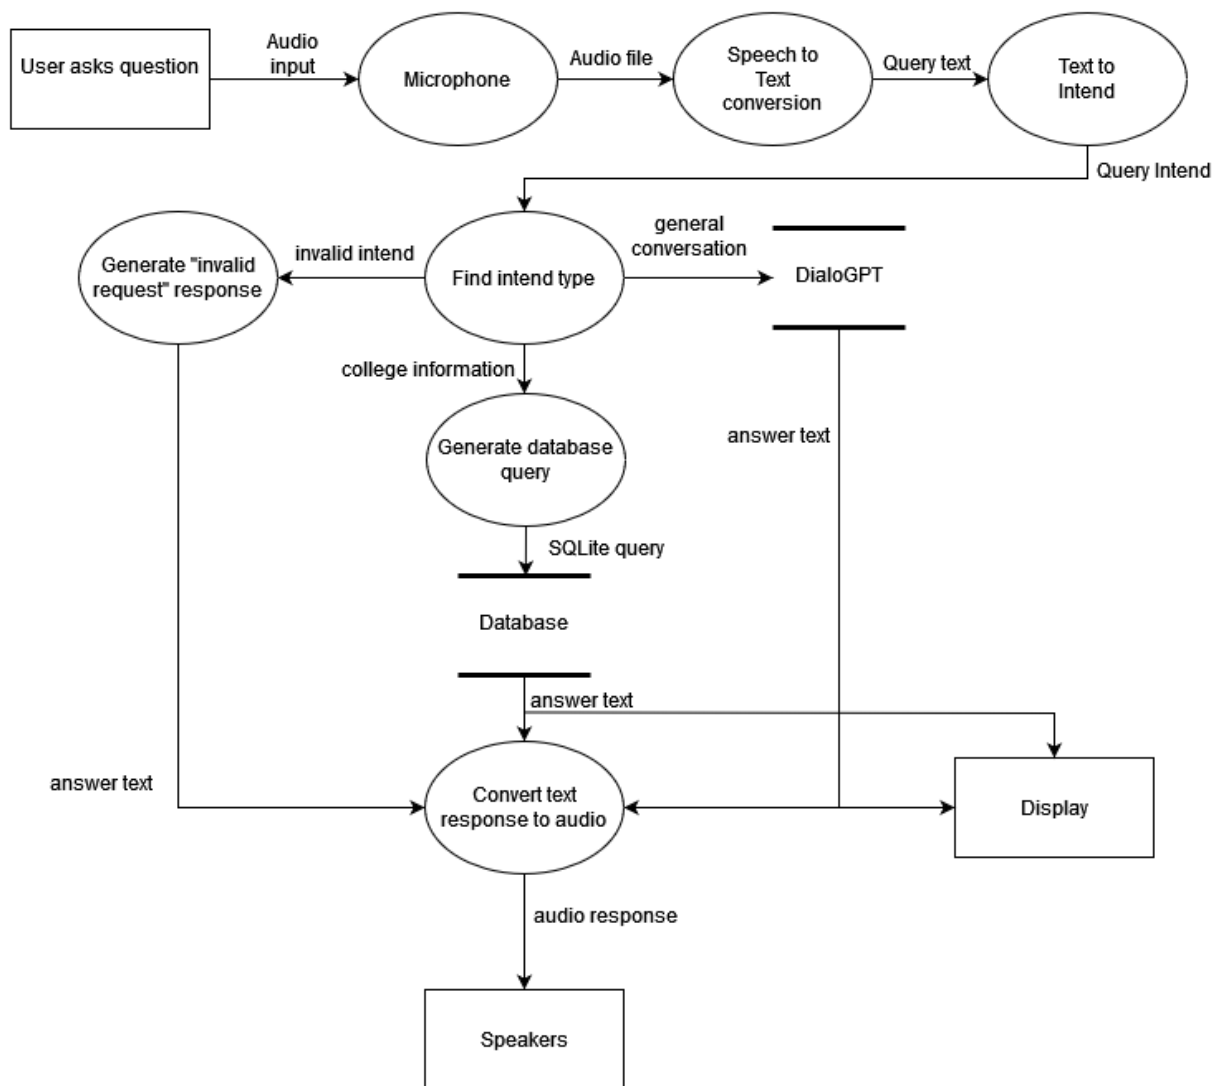 User asks question
Audio
input
Microphone
Audio file
Speech to
Text
conversion
Query text
Text to
Intend
Query Intend
Generate "invalid
request" response
invalid intend
Find intend type
general
conversation
DialoGPT
college information
Generate database
query
answer text
SQLite query
Database
answer text
answer text
Convert text
response to audio
Display
audio response
Speakers